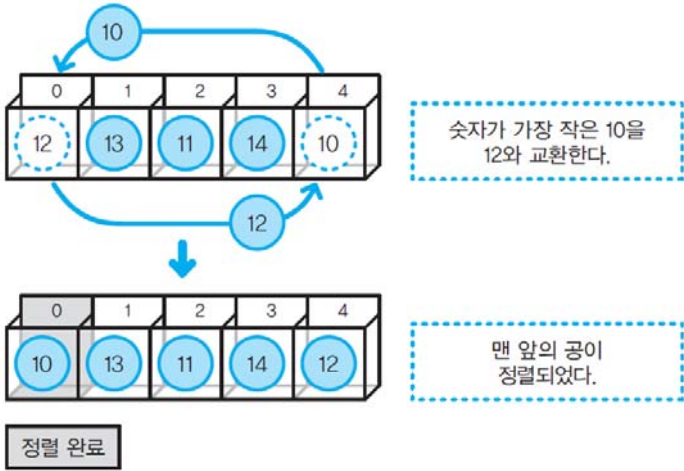 10
0 1 2 3 4
12 13 11 14 10
숫자가 가장 작은 10을
12와 교환한다.
12
0 1 2 3 4
10 13 11 14 12
맨 앞의 공이
정렬되었다.
정렬 완료